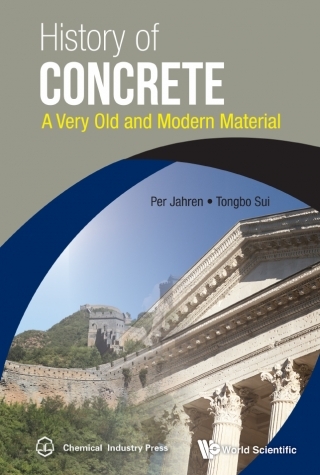 History of
CONCRETE
A Very Old and Modern Material
Per Jahren • Tongbo Sui
Chemical Industry Press
World Scientific